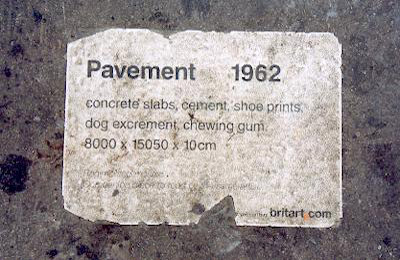 Pavement 1962
concrete slabs, cement, shoe prints,
dog excrement, chewing gum.
8000 x 15050 x 10cm
britart.com